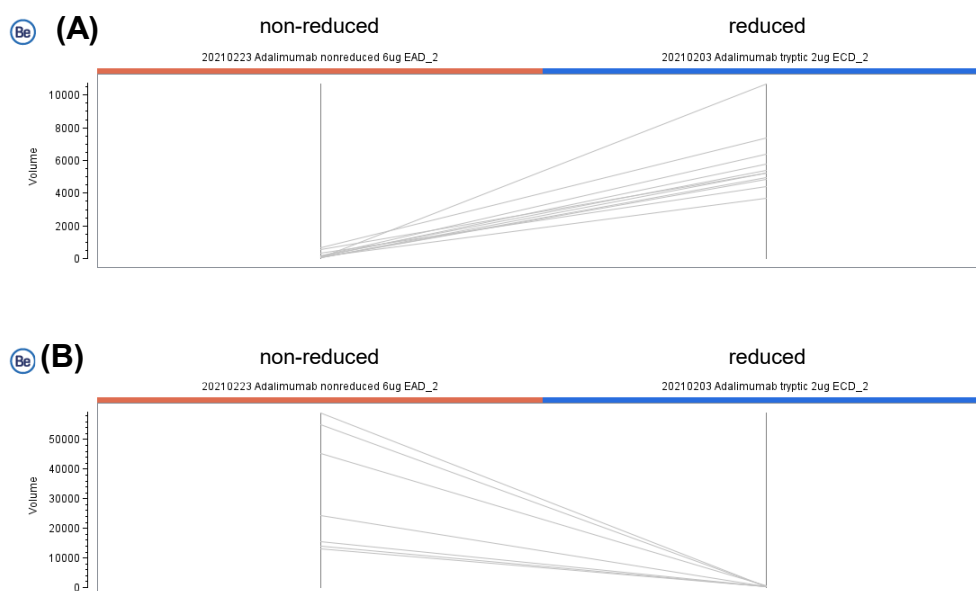 Be (A) non-reduced reduced
20210223 Adalimumab nonreduced 6ug EAD_2 20210203 Adalimumab tryptic 2ug ECD_2
10000
8000
6000
4000
2000
0
Volume
Be (B) non-reduced reduced
20210223 Adalimumab nonreduced 6ug EAD_2 20210203 Adalimumab tryptic 2ug ECD_2
50000
40000
30000
20000
10000
0
Volume